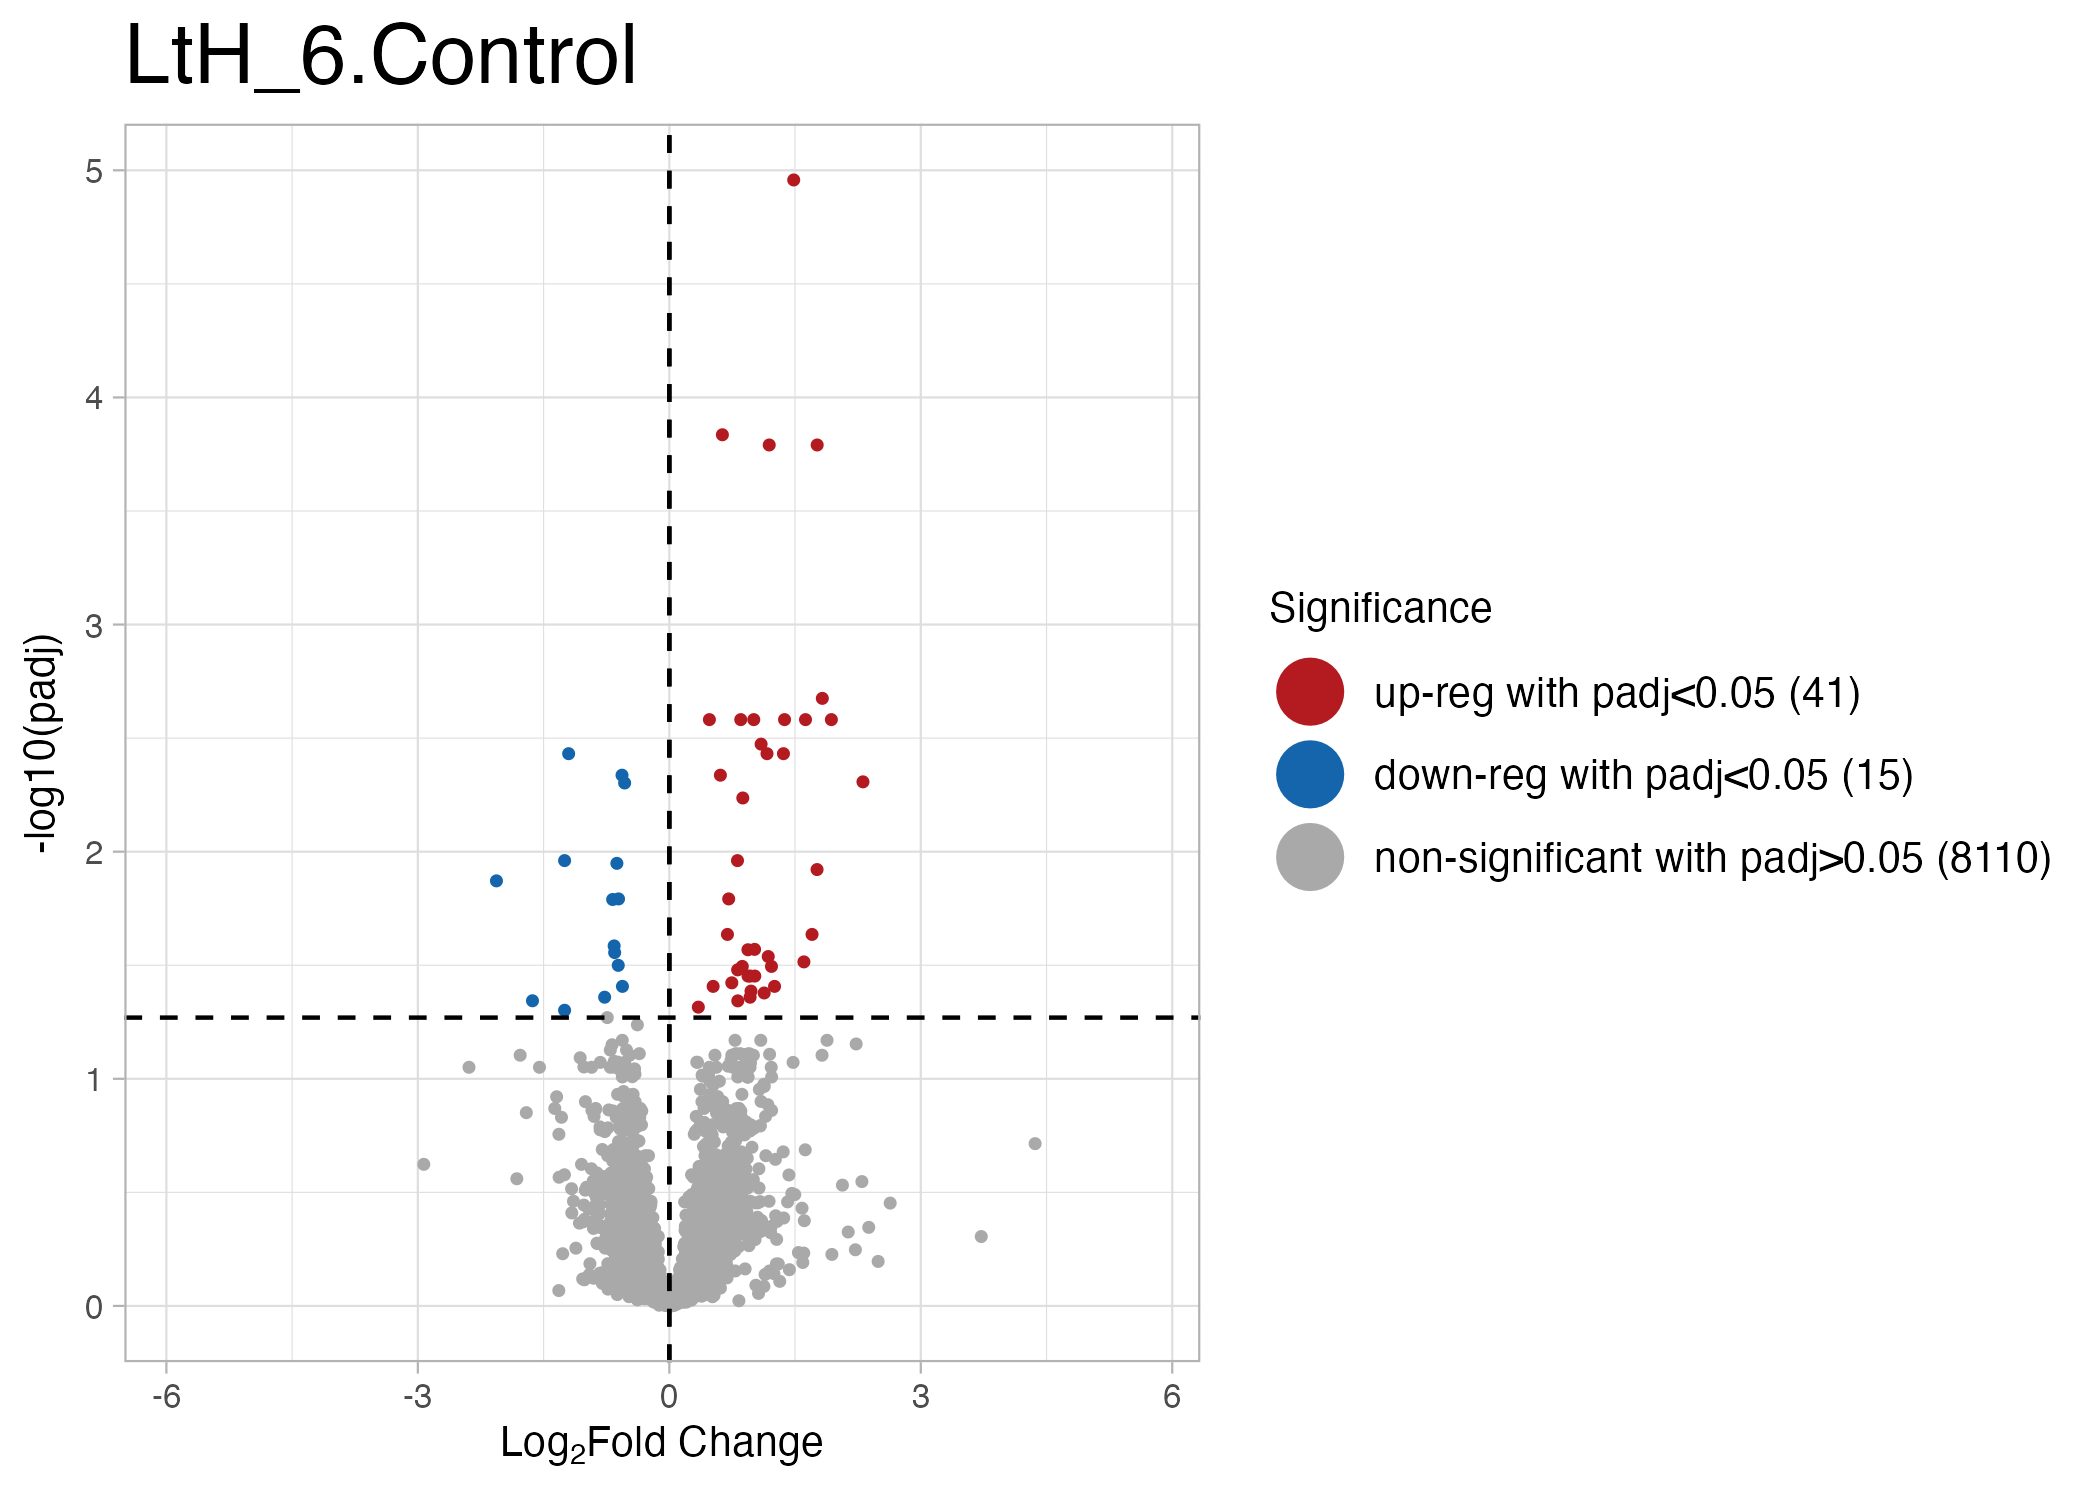 LtH_6.Control
-log10(padj)
5
4
3
2
1
0
-6
-3
0
3
6
Log₂Fold Change
Significance
up-reg with padj<0.05 (41)
down-reg with padj<0.05 (15)
non-significant with padj>0.05 (8110)